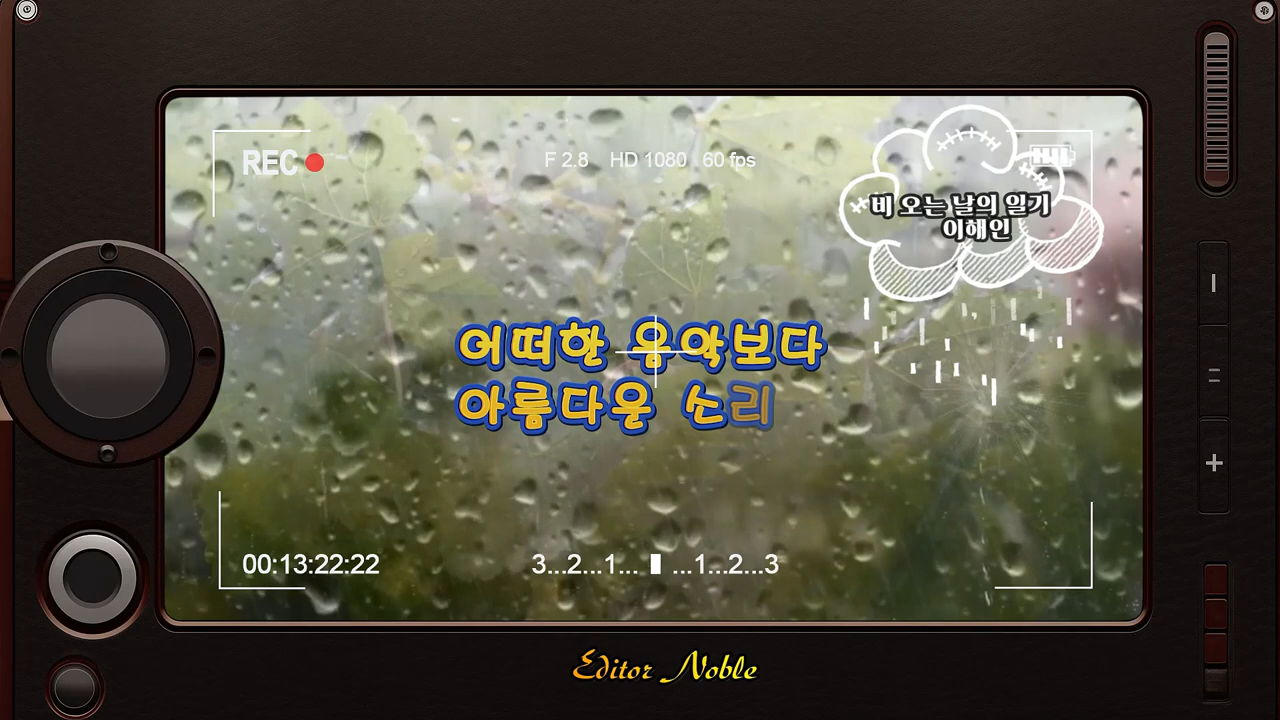 REC
F 2.8 HD 1080 60 fps
비 오는 날의 일기
이해인
어떠한 음악보다
아름다운 소리
00:13:22:22
3...2...1... ...1...2...3
Editor Noble